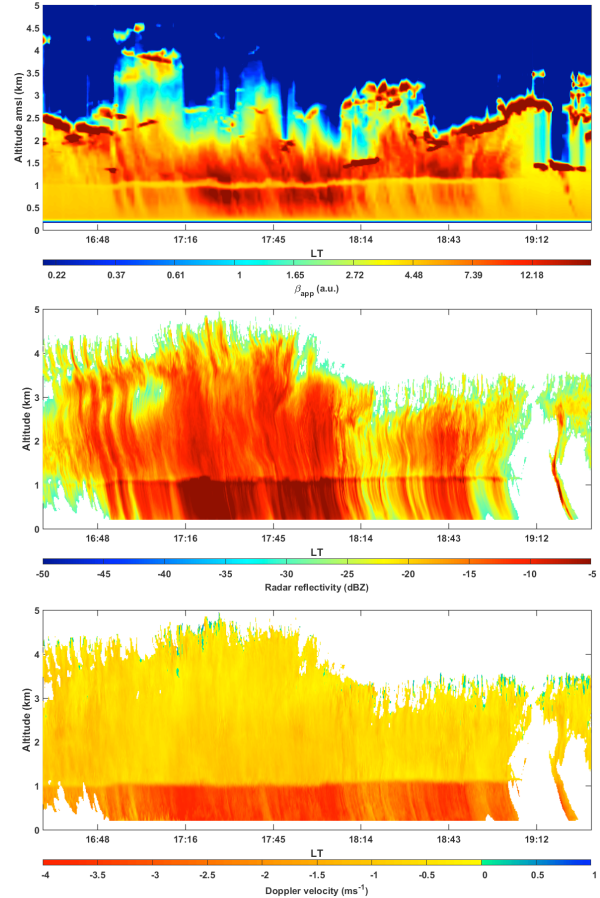 5
4.5
4
3.5
3
2.5
2
1.5
1
0.5
0
Altitude amsl (km)
16:48 17:16 17:45 18:14 18:43 19:12
LT
0.22 0.37 0.61 1 1.65 2.72 4.48 7.39 12.18
βapp (a.u.)
5
4
3
2
1
0
Altitude (km)
16:48 17:16 17:45 18:14 18:43 19:12
LT
-50 -45 -40 -35 -30 -25 -20 -15 -10 -5
Radar reflectivity (dBZ)
5
4
3
2
1
0
Altitude (km)
16:48 17:16 17:45 18:14 18:43 19:12
LT
-4 -3.5 -3 -2.5 -2 -1.5 -1 -0.5 0 0.5 1
Doppler velocity (ms⁻¹)